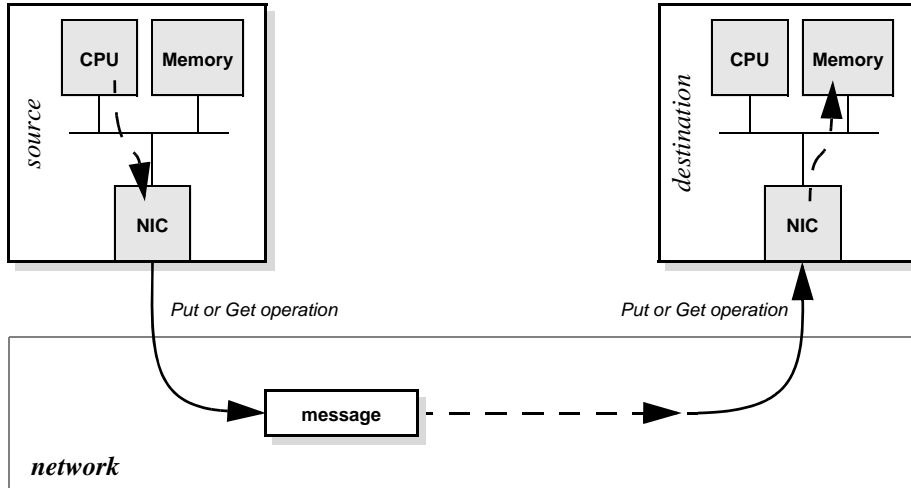 source
CPU
Memory
NIC
destination
CPU
Memory
NIC
Put or Get operation
Put or Get operation
message
network